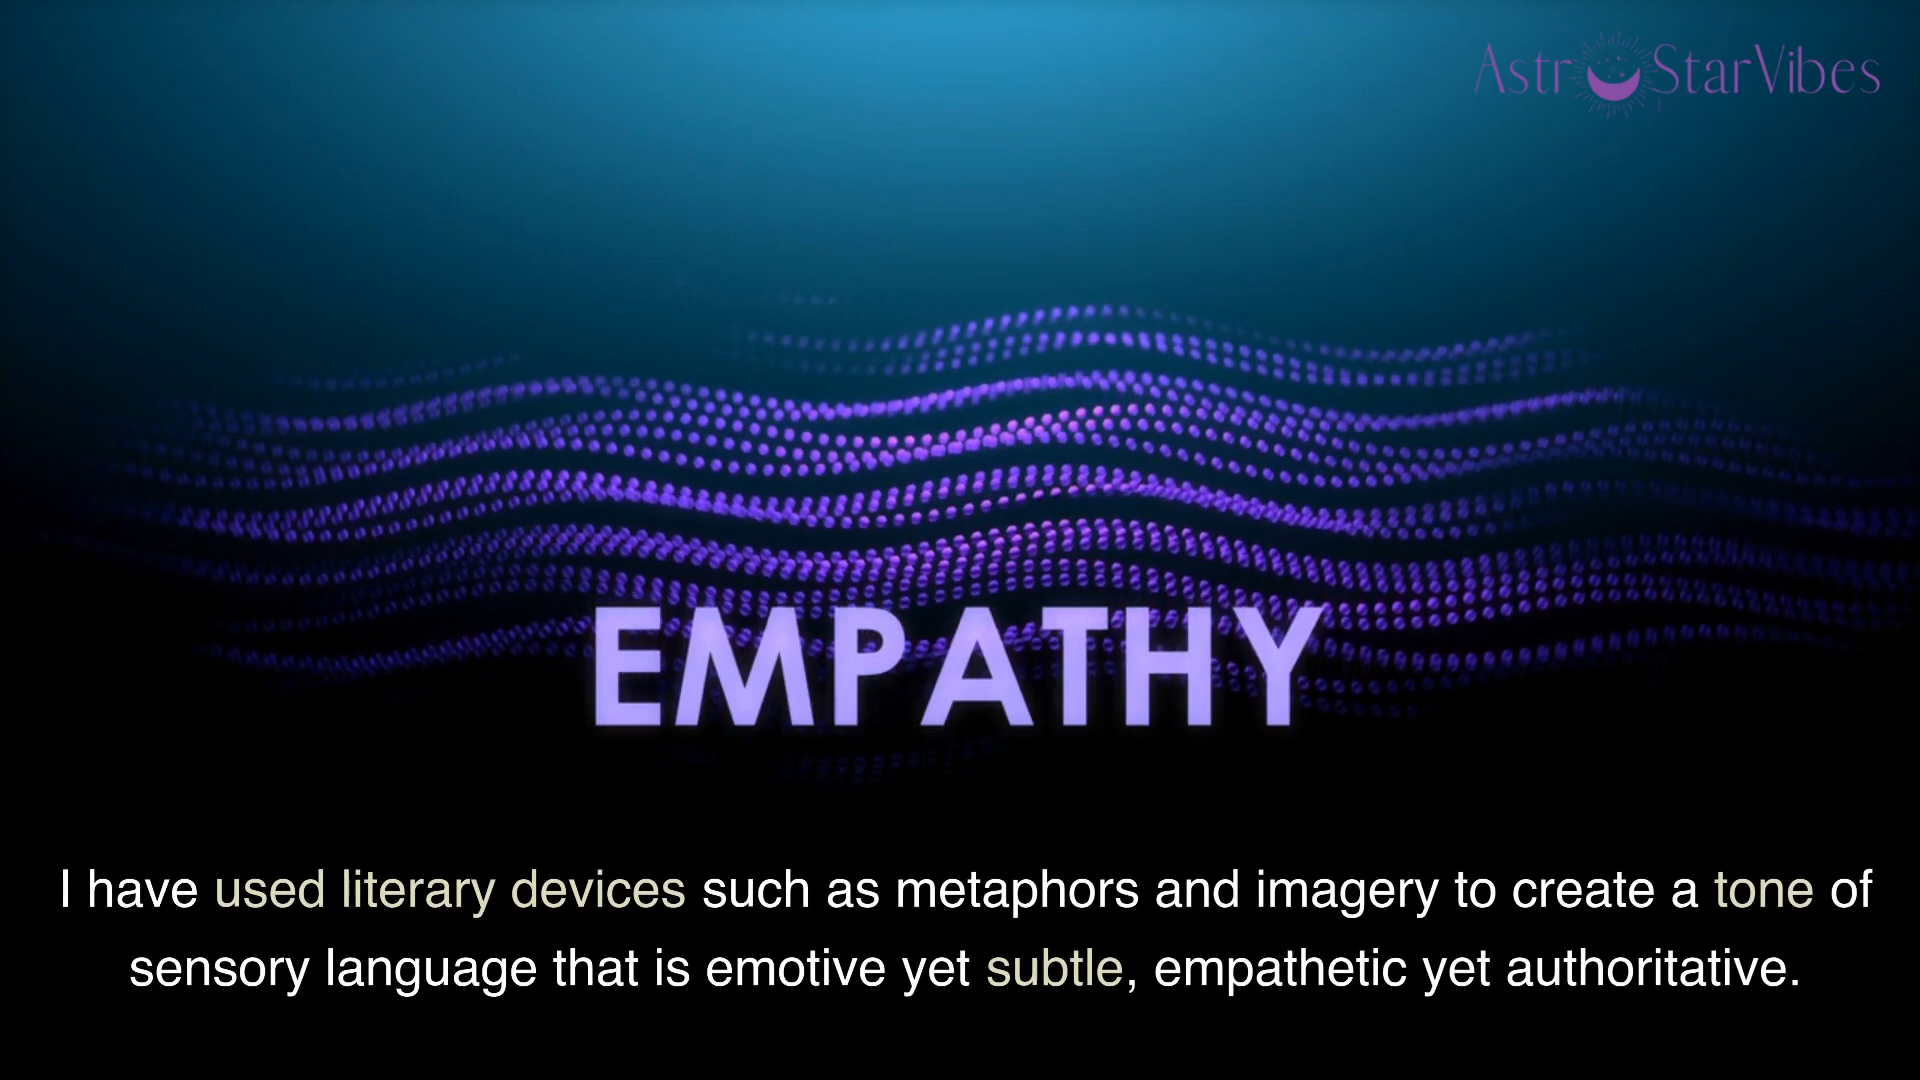 AstroStarVibes
EMPATHY
I have used literary devices such as metaphors and imagery to create a tone of
sensory language that is emotive yet subtle, empathetic yet authoritative.